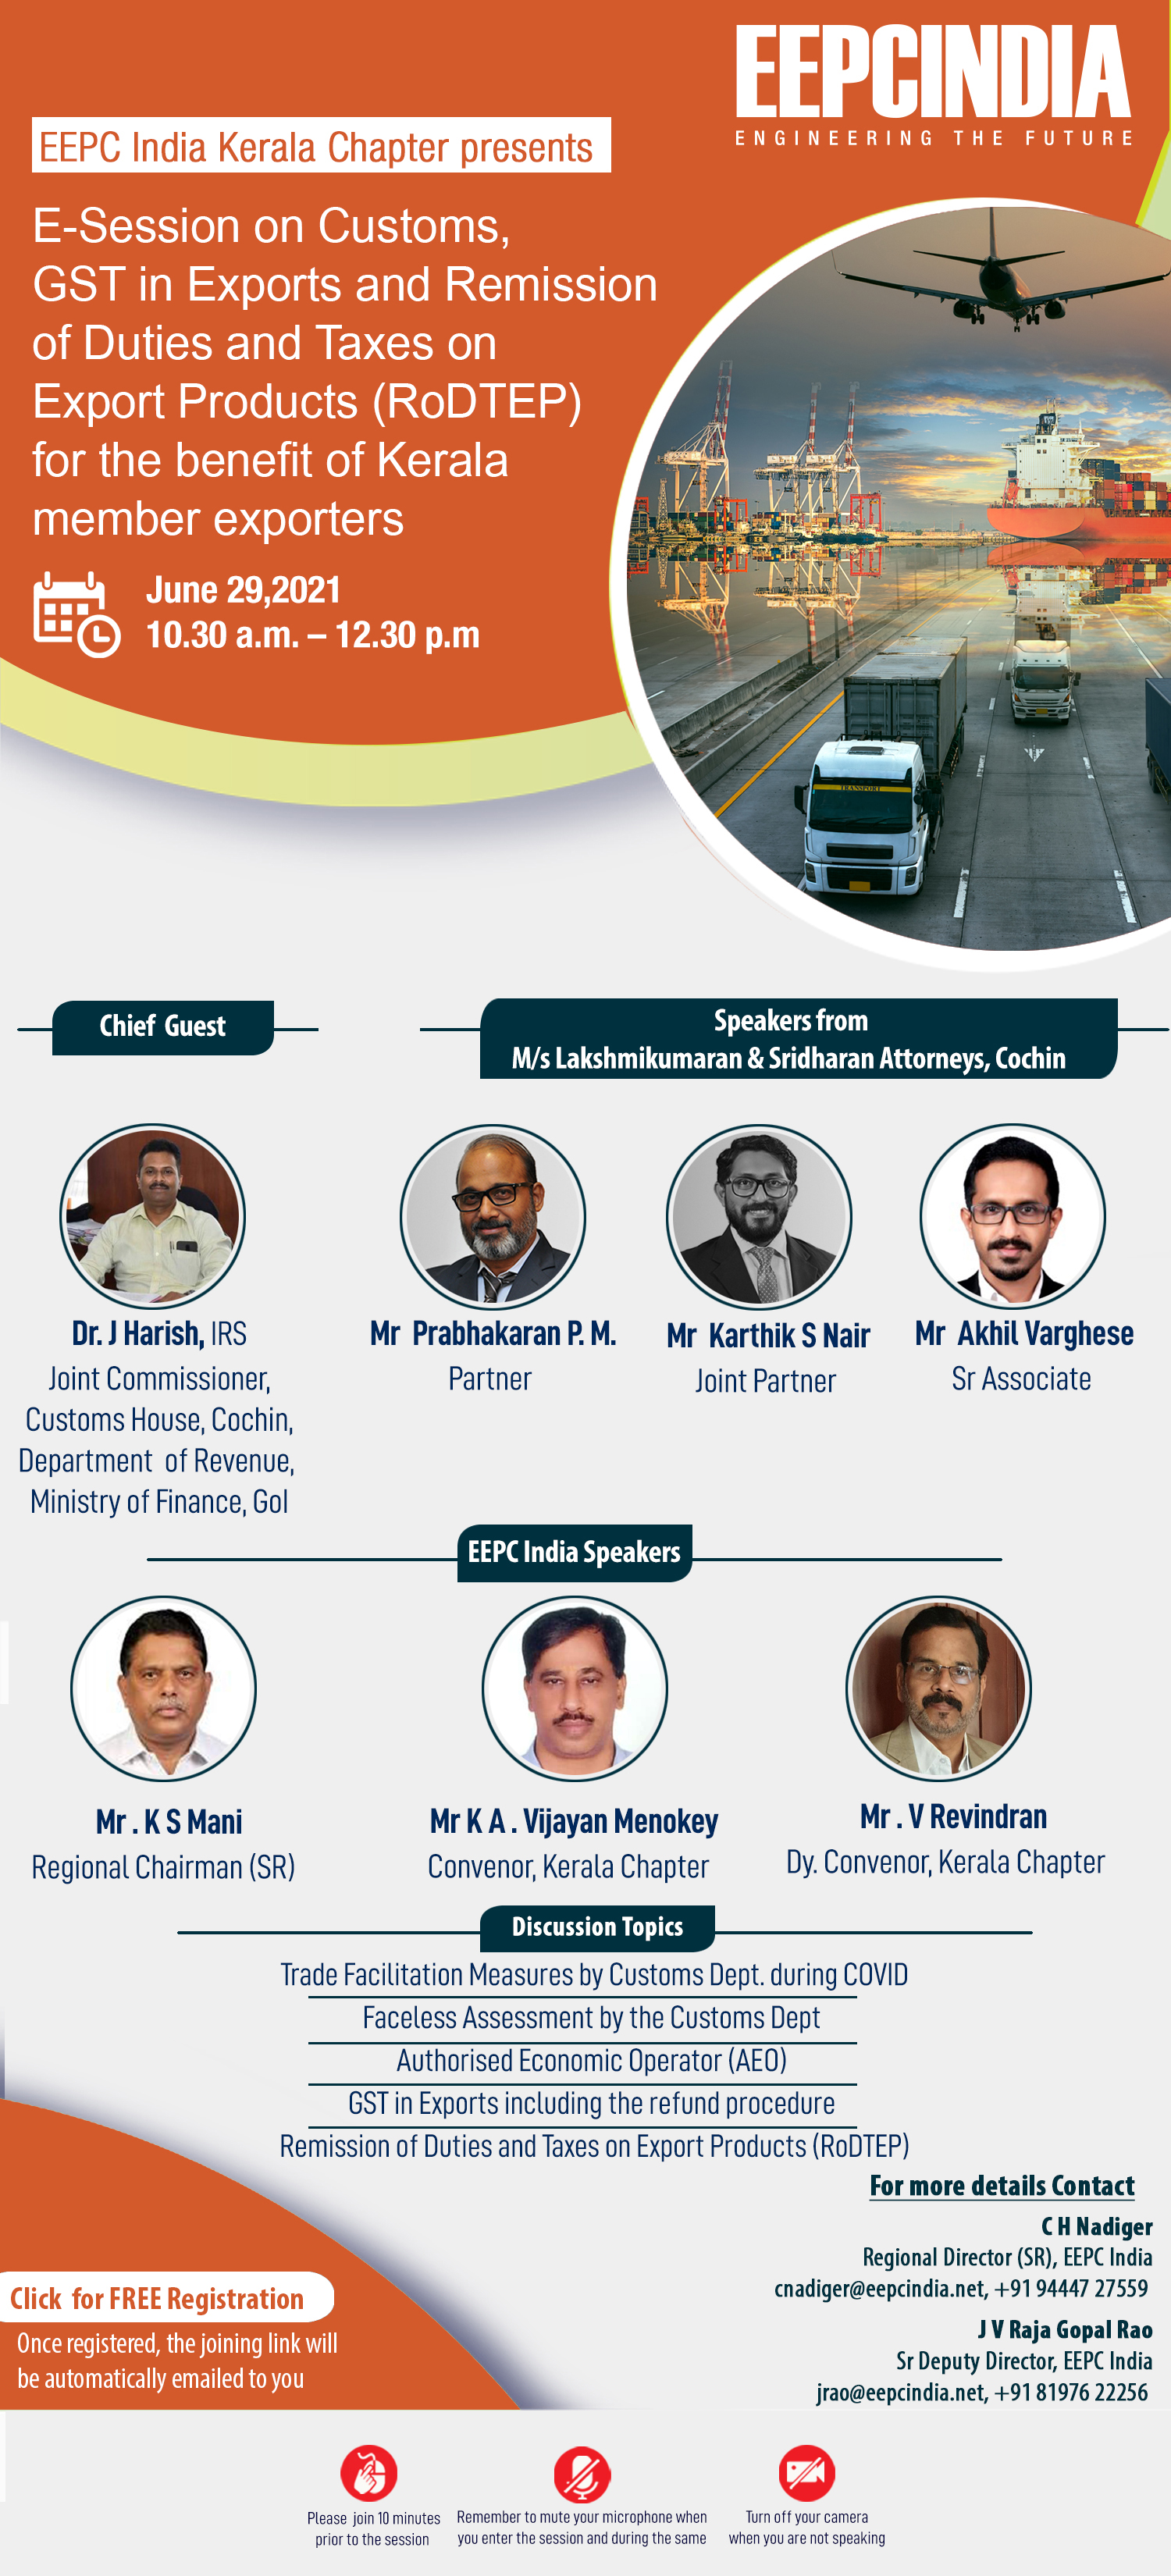 EEPCINDIA
ENGINEERING THE FUTURE
EEPC India Kerala Chapter presents
E-Session on Customs,
GST in Exports and Remission
of Duties and Taxes on
Export Products (RoDTEP)
for the benefit of Kerala
member exporters
June 29,2021
10.30 a.m. – 12.30 p.m
TRANSPORT
Chief Guest
Speakers from
M/s Lakshmikumaran & Sridharan Attorneys, Cochin
Dr. J Harish, IRS
Joint Commissioner,
Customs House, Cochin,
Department of Revenue,
Ministry of Finance, GoI
Mr Prabhakaran P. M.
Partner
Mr Karthik S Nair
Joint Partner
Mr Akhil Varghese
Sr Associate
EEPC India Speakers
Mr . K S Mani
Regional Chairman (SR)
Mr K A . Vijayan Menokey
Convenor, Kerala Chapter
Mr . V Revindran
Dy. Convenor, Kerala Chapter
Discussion Topics
Trade Facilitation Measures by Customs Dept. during COVID
Faceless Assessment by the Customs Dept
Authorised Economic Operator (AEO)
GST in Exports including the refund procedure
Remission of Duties and Taxes on Export Products (RoDTEP)
For more details Contact
C H Nadiger
Regional Director (SR), EEPC India
cnadiger@eepcindia.net, +91 94447 27559
J V Raja Gopal Rao
Sr Deputy Director, EEPC India
jrao@eepcindia.net, +91 81976 22256
Click for FREE Registration
Once registered, the joining link will
be automatically emailed to you
Please join 10 minutes
prior to the session
Remember to mute your microphone when
you enter the session and during the same
Turn off your camera
when you are not speaking